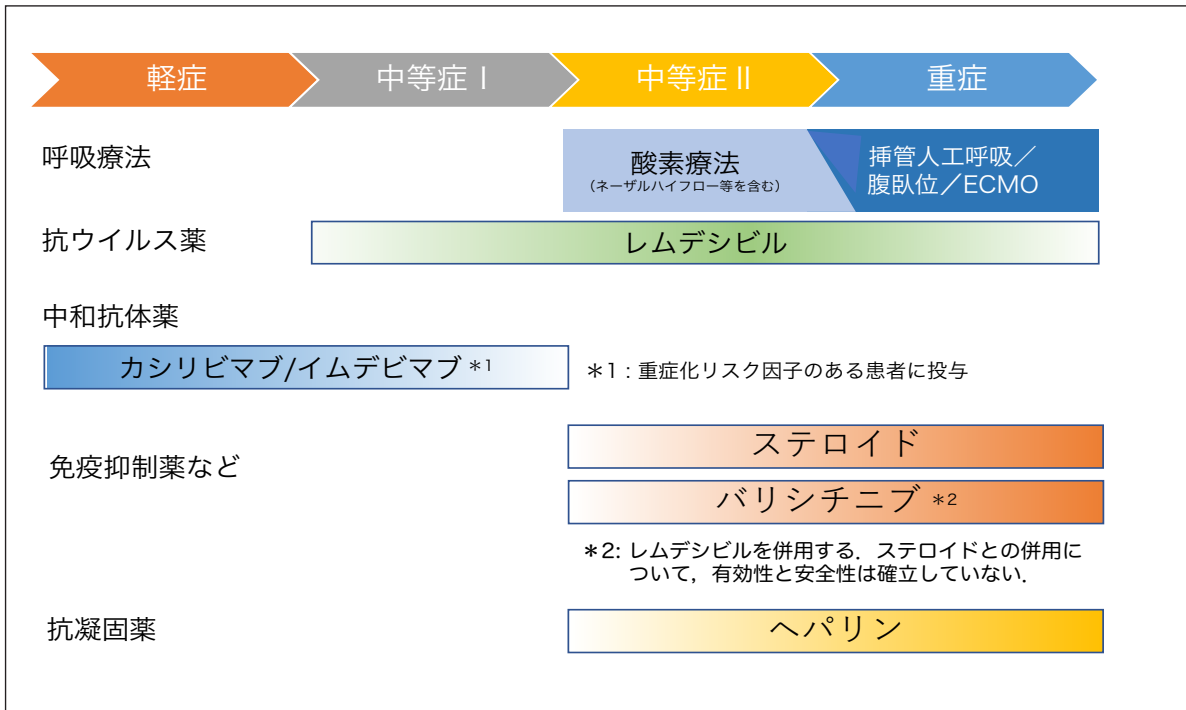 軽症
中等症 I
中等症 II
重症
呼吸療法
酸素療法
（ネーザルハイフロー等を含む）
挿管人工呼吸／
腹臥位／ECMO
抗ウイルス薬
レムデシビル
中和抗体薬
カシリビマブ/イムデビマブ *1
*1：重症化リスク因子のある患者に投与
免疫抑制薬など
ステロイド
バリシチニブ *2
*2: レムデシビルを併用する．ステロイドとの併用に
ついて，有効性と安全性は確立していない．
抗凝固薬
ヘパリン